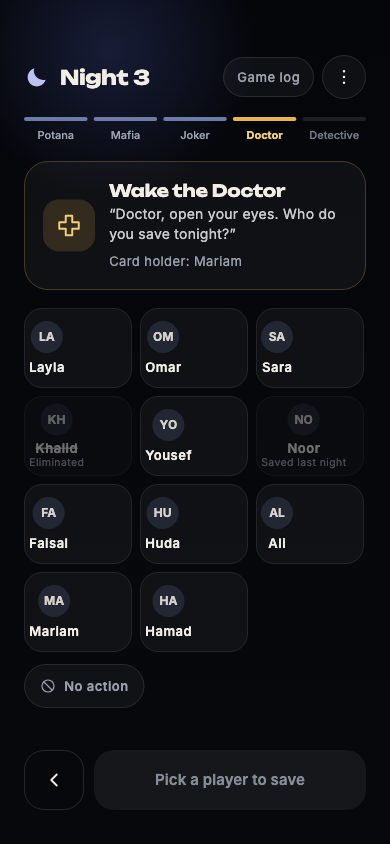 Night 3
Game log
Potana Mafia Joker Doctor Detective
Wake the Doctor
“Doctor, open your eyes. Who do
you save tonight?”
Card holder: Mariam
LA OM SA
Layla Omar Sara
KH YO NO
Khalid Yousef Noor
Eliminated Saved last night
FA HU AL
Faisal Huda Ali
MA HA
Mariam Hamad
No action
Pick a player to save